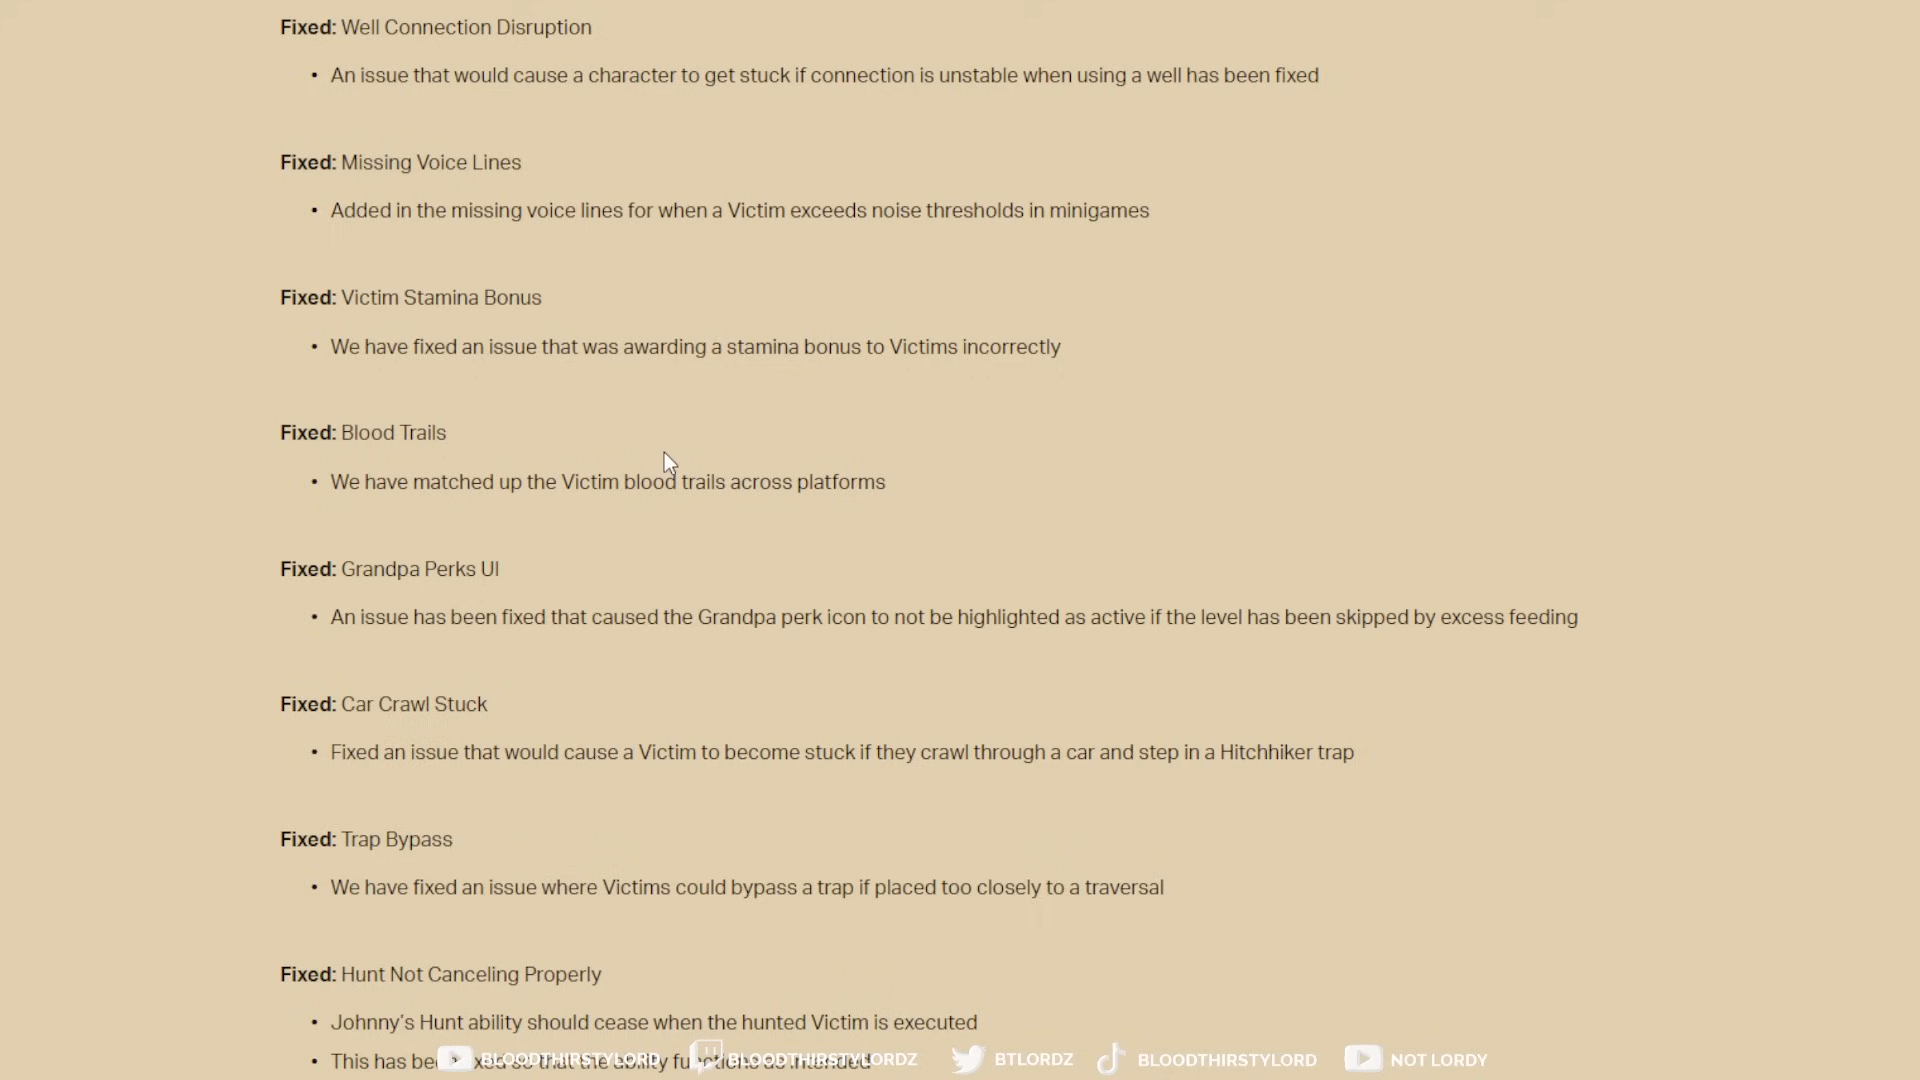 Fixed: Well Connection Disruption
• An issue that would cause a character to get stuck if connection is unstable when using a well has been fixed
Fixed: Missing Voice Lines
• Added in the missing voice lines for when a Victim exceeds noise thresholds in minigames
Fixed: Victim Stamina Bonus
• We have fixed an issue that was awarding a stamina bonus to Victims incorrectly
Fixed: Blood Trails
• We have matched up the Victim blood trails across platforms
Fixed: Grandpa Perks UI
• An issue has been fixed that caused the Grandpa perk icon to not be highlighted as active if the level has been skipped by excess feeding
Fixed: Car Crawl Stuck
• Fixed an issue that would cause a Victim to become stuck if they crawl through a car and step in a Hitchhiker trap
Fixed: Trap Bypass
• We have fixed an issue where Victims could bypass a trap if placed too closely to a traversal
Fixed: Hunt Not Canceling Properly
• Johnny's Hunt ability should cease when the hunted Victim is executed
• This has so that the ability as intended
BLOODTHIRSTYLORD BLOODTHIRSTYLORDZ BTLORDZ BLOODTHIRSTYLORD NOT LORDY